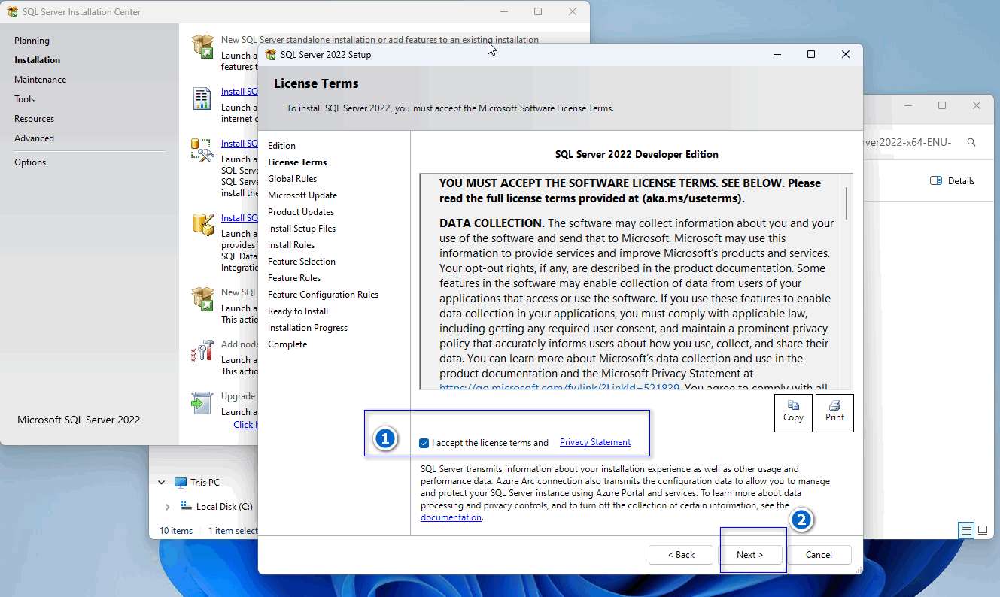 SQL Server Installation Center
Planning
Installation
Maintenance
Tools
Resources
Advanced
Options
Microsoft SQL Server 2022
New SQL Server standalone installation or add features to an existing installation
Launch a
features t
Install SQ
Launch a
internet o
Install SQ
Launch a
SQL Serve
SQL Serve
install the
Install SQ
Launch a
provides
SQL Data
Integratio
New SQL
Launch a
This actio
Add node
Launch a
This actio
Upgrade
Launch a
Click h
SQL Server 2022 Setup
License Terms
To install SQL Server 2022, you must accept the Microsoft Software License Terms.
Edition
License Terms
Global Rules
Microsoft Update
Product Updates
Install Setup Files
Install Rules
Feature Selection
Feature Rules
Feature Configuration Rules
Ready to Install
Installation Progress
Complete
SQL Server 2022 Developer Edition
YOU MUST ACCEPT THE SOFTWARE LICENSE TERMS. SEE BELOW. Please
read the full license terms provided at (aka.ms/useterms).
DATA COLLECTION. The software may collect information about you and your
use of the software and send that to Microsoft. Microsoft may use this
information to provide services and improve Microsoft's products and services.
Your opt-out rights, if any, are described in the product documentation. Some
features in the software may enable collection of data from users of your
applications that access or use the software. If you use these features to enable
data collection in your applications, you must comply with applicable law,
including getting any required user consent, and maintain a prominent privacy
policy that accurately informs users about how you use, collect, and share their
data. You can learn more about Microsoft's data collection and use in the
product documentation and the Microsoft Privacy Statement at
https://go.microsoft.com/fwlink/?LinkId=521839. You agree to comply with all
Copy
Print
1
I accept the license terms and Privacy Statement
SQL Server transmits information about your installation experience as well as other usage and
performance data. Azure Arc connection also transmits the configuration data to allow you to manage
and protect your SQL Server instance using Azure Portal and services. To learn more about data
processing and privacy controls, and to turn off the collection of certain information, see the
documentation.
2
< Back
Next >
Cancel
rver2022-x64-ENU-
Details
This PC
Local Disk (C:)
10 items
1 item select